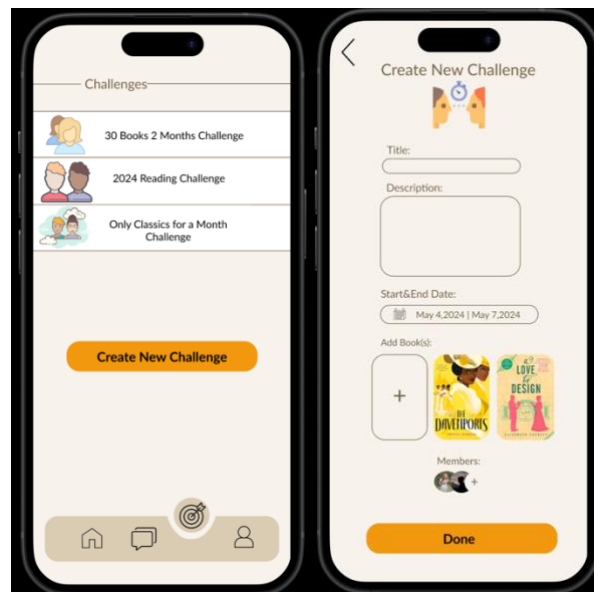 Challenges
30 Books 2 Months Challenge
2024 Reading Challenge
Only Classics for a Month
Challenge
Create New Challenge
Create New Challenge
Title:
Description:
Start&End Date:
May 4,2024 | May 7,2024
Add Book(s):
+
THE
DAVENPORTS
a
LOVE
by
DESIGN
Members:
+
Done